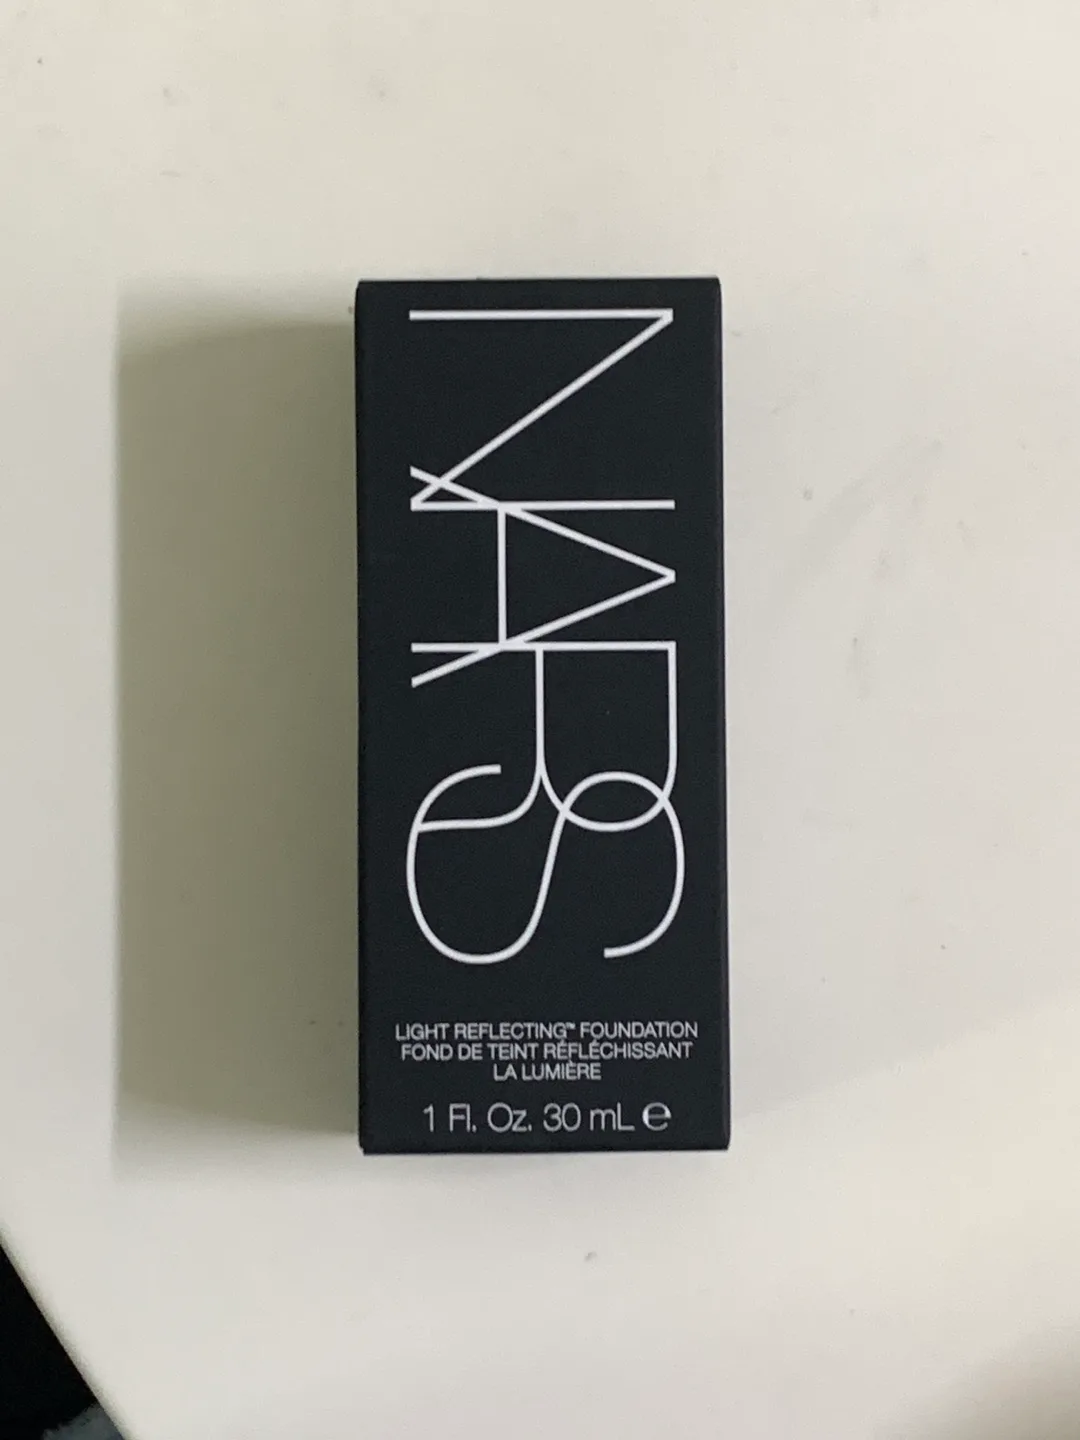 NARS
LIGHT REFLECTING™ FOUNDATION
FOND DE TEINT RÉFLÉCHISSANT
LA LUMIÈRE
1 Fl. Oz. 30 mL ℮